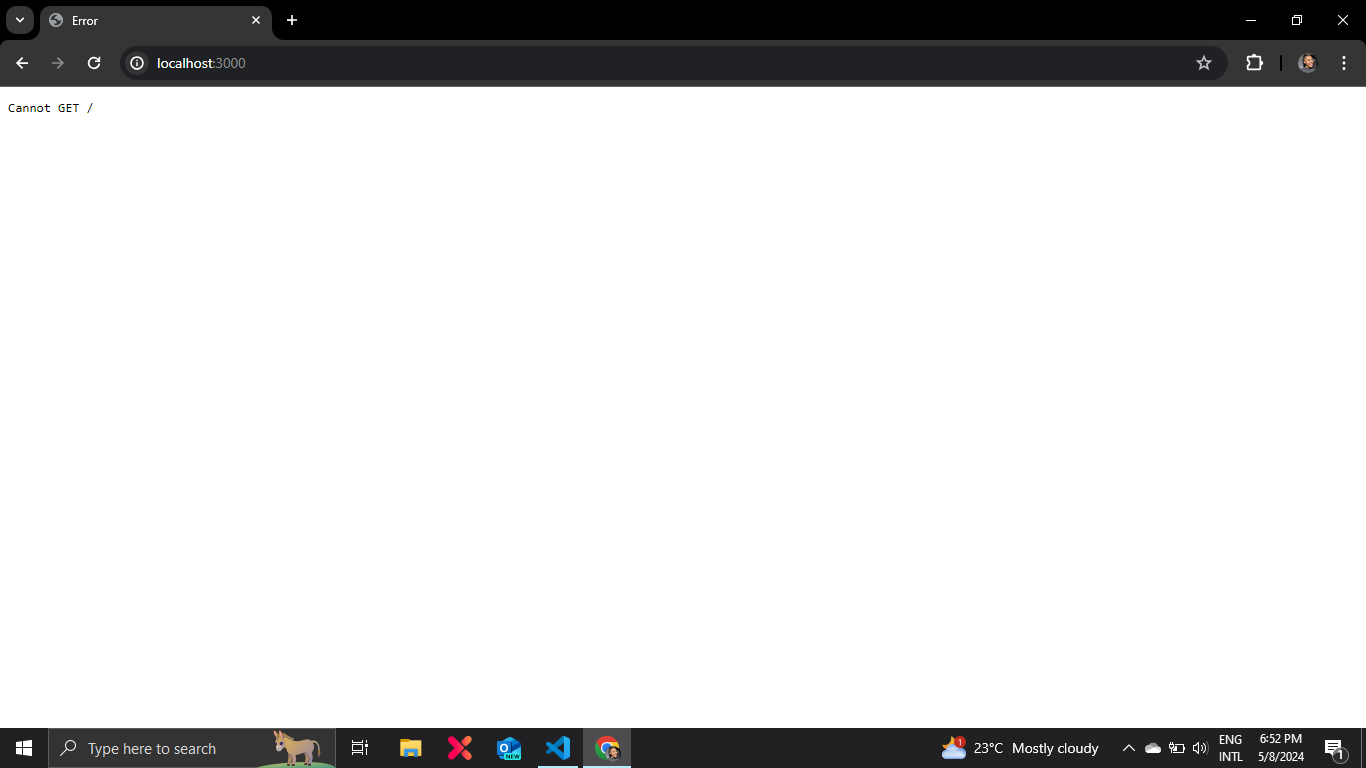 Error
localhost:3000
Cannot GET /
Type here to search
NEW
1
23°C Mostly cloudy
ENG
INTL
6:52 PM
5/8/2024
1